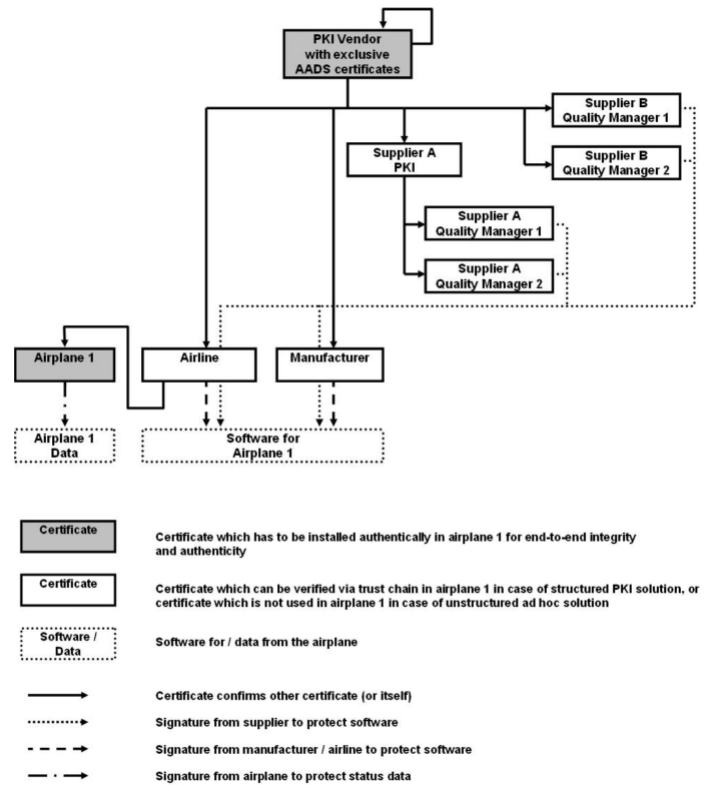 PKI Vendor
with exclusive
AADS certificates
Supplier B
Quality Manager 1
Supplier A
PKI
Supplier B
Quality Manager 2
Supplier A
Quality Manager 1
Supplier A
Quality Manager 2
Airplane 1
Airline
Manufacturer
Airplane 1
Data
Software for
Airplane 1
Certificate
Certificate which has to be installed authentically in airplane 1 for end-to-end integrity
and authenticity
Certificate
Certificate which can be verified via trust chain in airplane 1 in case of structured PKI solution, or
certificate which is not used in airplane 1 in case of unstructured ad hoc solution
Software /
Data
Software for / data from the airplane
Certificate confirms other certificate (or itself)
Signature from supplier to protect software
Signature from manufacturer / airline to protect software
Signature from airplane to protect status data